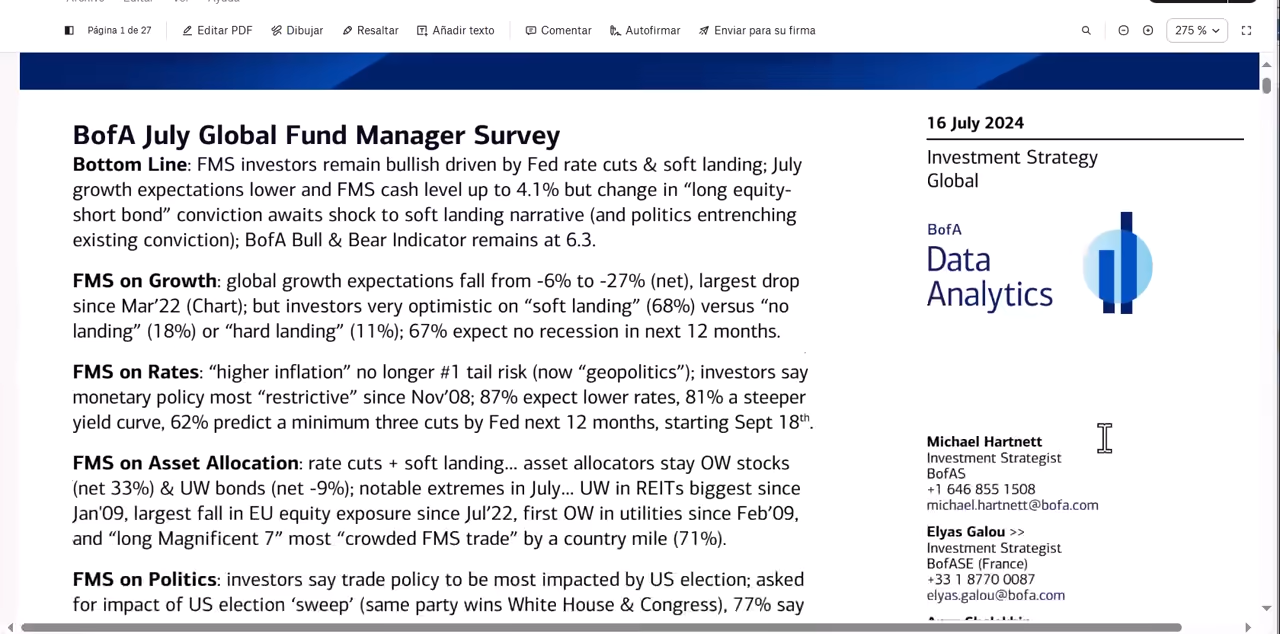 Página 1 de 27
Editar PDF
Dibujar
Resaltar
Añadir texto
Comentar
Autofirmar
Enviar para su firma
275 %
BofA July Global Fund Manager Survey
Bottom Line: FMS investors remain bullish driven by Fed rate cuts & soft landing; July
growth expectations lower and FMS cash level up to 4.1% but change in “long equity-
short bond” conviction awaits shock to soft landing narrative (and politics entrenching
existing conviction); BofA Bull & Bear Indicator remains at 6.3.
FMS on Growth: global growth expectations fall from -6% to -27% (net), largest drop
since Mar’22 (Chart); but investors very optimistic on “soft landing” (68%) versus “no
landing” (18%) or “hard landing” (11%); 67% expect no recession in next 12 months.
FMS on Rates: “higher inflation” no longer #1 tail risk (now “geopolitics”); investors say
monetary policy most “restrictive” since Nov’08; 87% expect lower rates, 81% a steeper
yield curve, 62% predict a minimum three cuts by Fed next 12 months, starting Sept 18th.
FMS on Asset Allocation: rate cuts + soft landing… asset allocators stay OW stocks
(net 33%) & UW bonds (net -9%); notable extremes in July… UW in REITs biggest since
Jan'09, largest fall in EU equity exposure since Jul’22, first OW in utilities since Feb’09,
and “long Magnificent 7” most “crowded FMS trade” by a country mile (71%).
FMS on Politics: investors say trade policy to be most impacted by US election; asked
for impact of US election ‘sweep’ (same party wins White House & Congress), 77% say
16 July 2024
Investment Strategy
Global
BofA
Data
Analytics
Michael Hartnett
Investment Strategist
BofAS
+1 646 855 1508
michael.hartnett@bofa.com
Elyas Galou >>
Investment Strategist
BofASE (France)
+33 1 8770 0087
elyas.galou@bofa.com